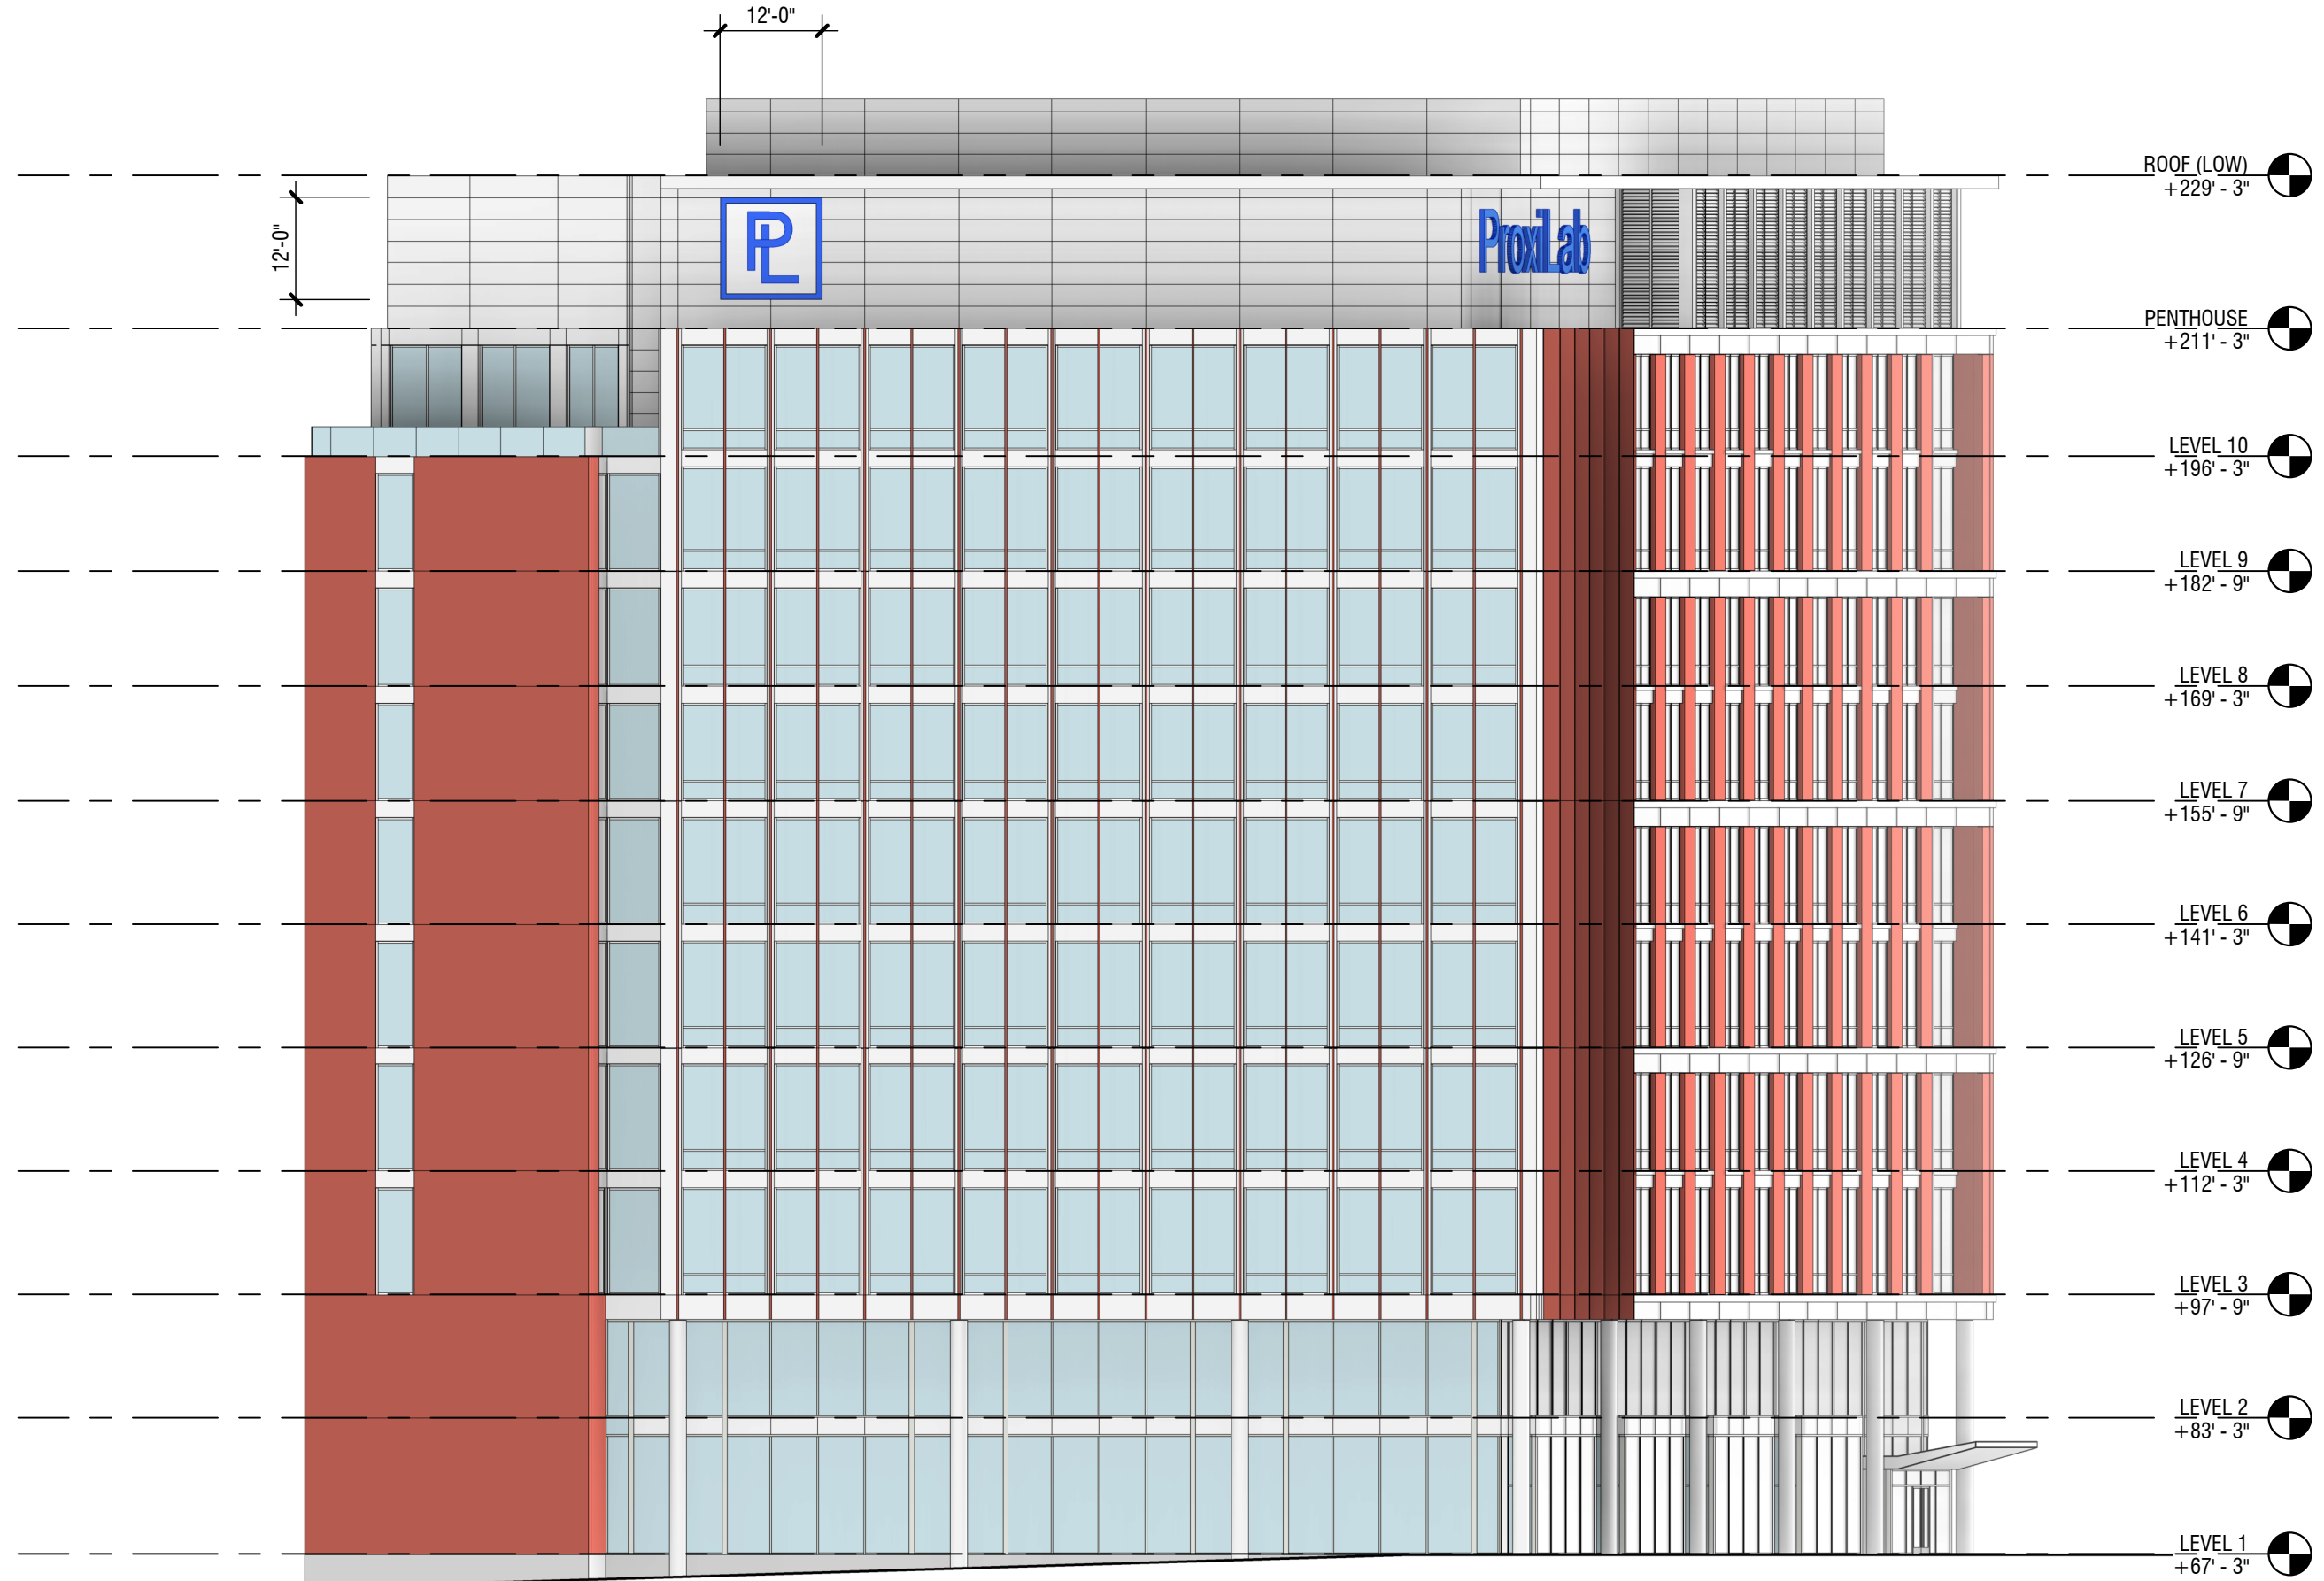 12'-0"
ROOF (LOW)
+229' - 3"
12'-0"
PL
ProxiLab
PENTHOUSE
+211' - 3"
LEVEL 10
+196' - 3"
LEVEL 9
+182' - 9"
LEVEL 8
+169' - 3"
LEVEL 7
+155' - 9"
LEVEL 6
+141' - 3"
LEVEL 5
+126' - 9"
LEVEL 4
+112' - 3"
LEVEL 3
+97' - 9"
LEVEL 2
+83' - 3"
LEVEL 1
+67' - 3"